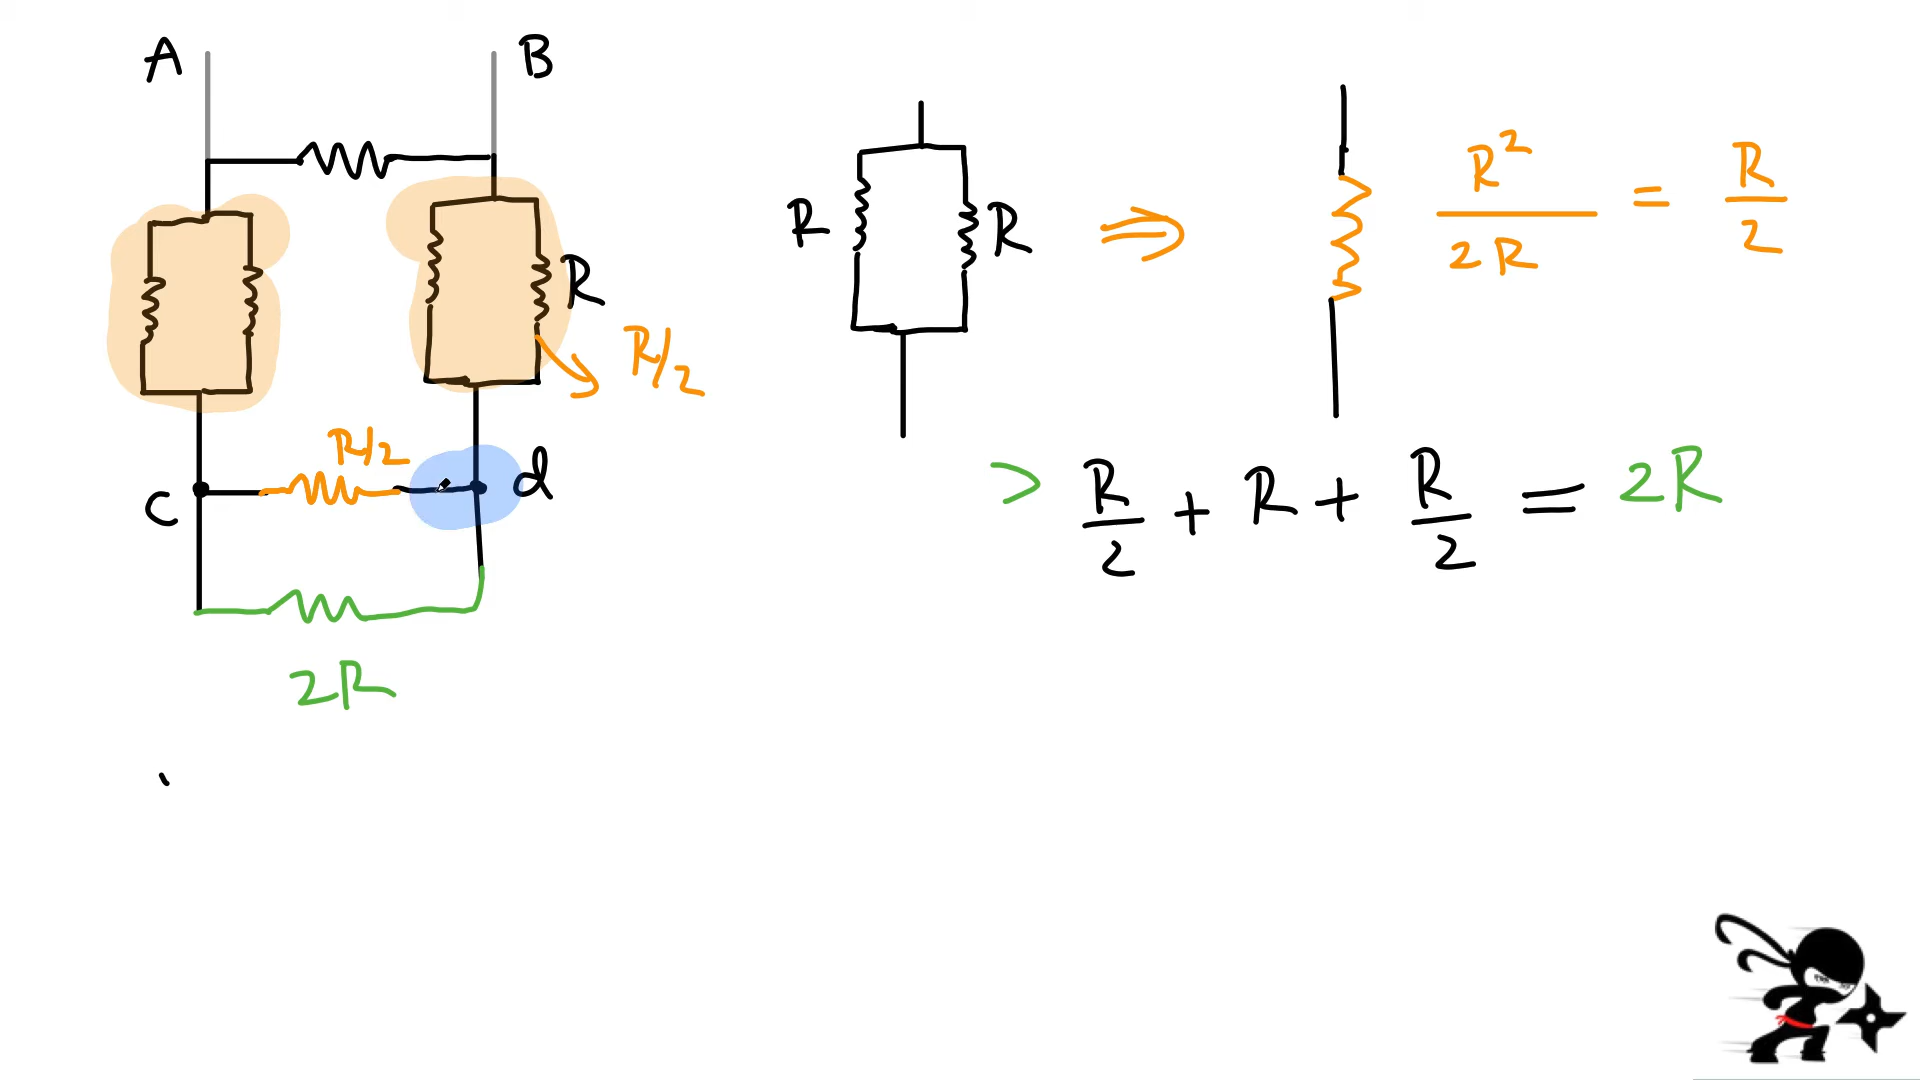 A B
R
R/2
R R
R²/2R = R/2
R/2
C d
> R/2 + R + R/2 = 2R
2R